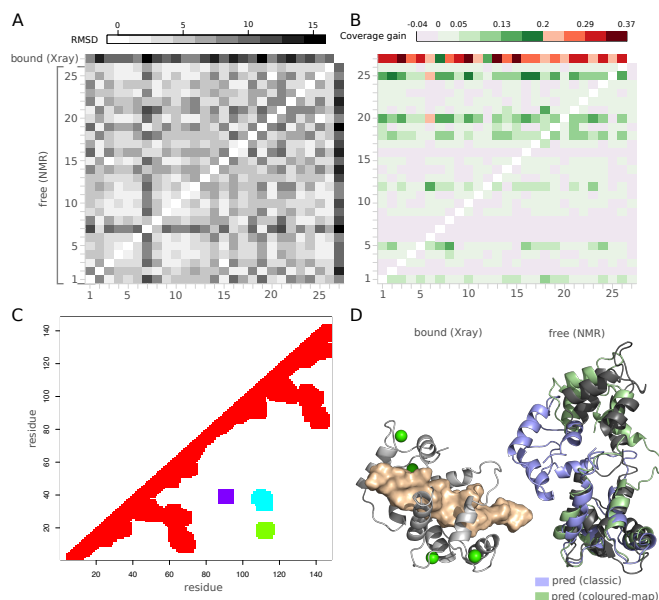 A
RMSD
0 5 10 15
bound (Xray)
25
20
15
10
5
1
free (NMR)
1 5 10 15 20 25
B
Coverage gain
-0.04 0 0.05 0.13 0.2 0.29 0.37
25
20
15
10
5
1
1 5 10 15 20 25
C
140
120
100
80
60
40
20
residue
20 40 60 80 100 120 140
residue
D
bound (Xray)
free (NMR)
pred (classic)
pred (coloured-map)